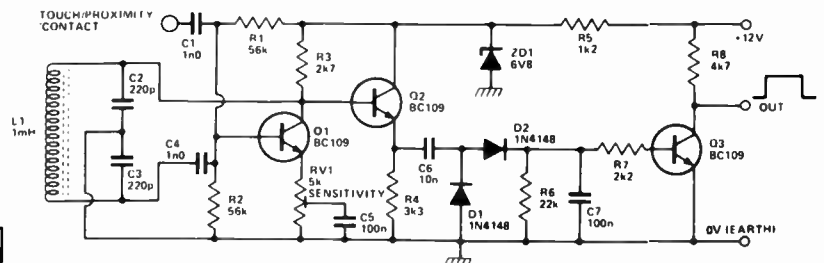 TOUCH/PROXIMITY
CONTACT
C1
1n0
R1
56k
R3
2k7
Q2
BC109
ZD1
6V8
R5
1k2
+12V
R8
4k7
OUT
C2
220p
L1
1mH
C3
220p
C4
1n0
Q1
BC109
RV1
5k
SENSITIVITY
R2
56k
C5
100n
R4
3k3
C6
10n
D2
1N4148
D1
1N4148
R6
22k
C7
100n
R7
2k2
Q3
BC109
0V (EARTH)